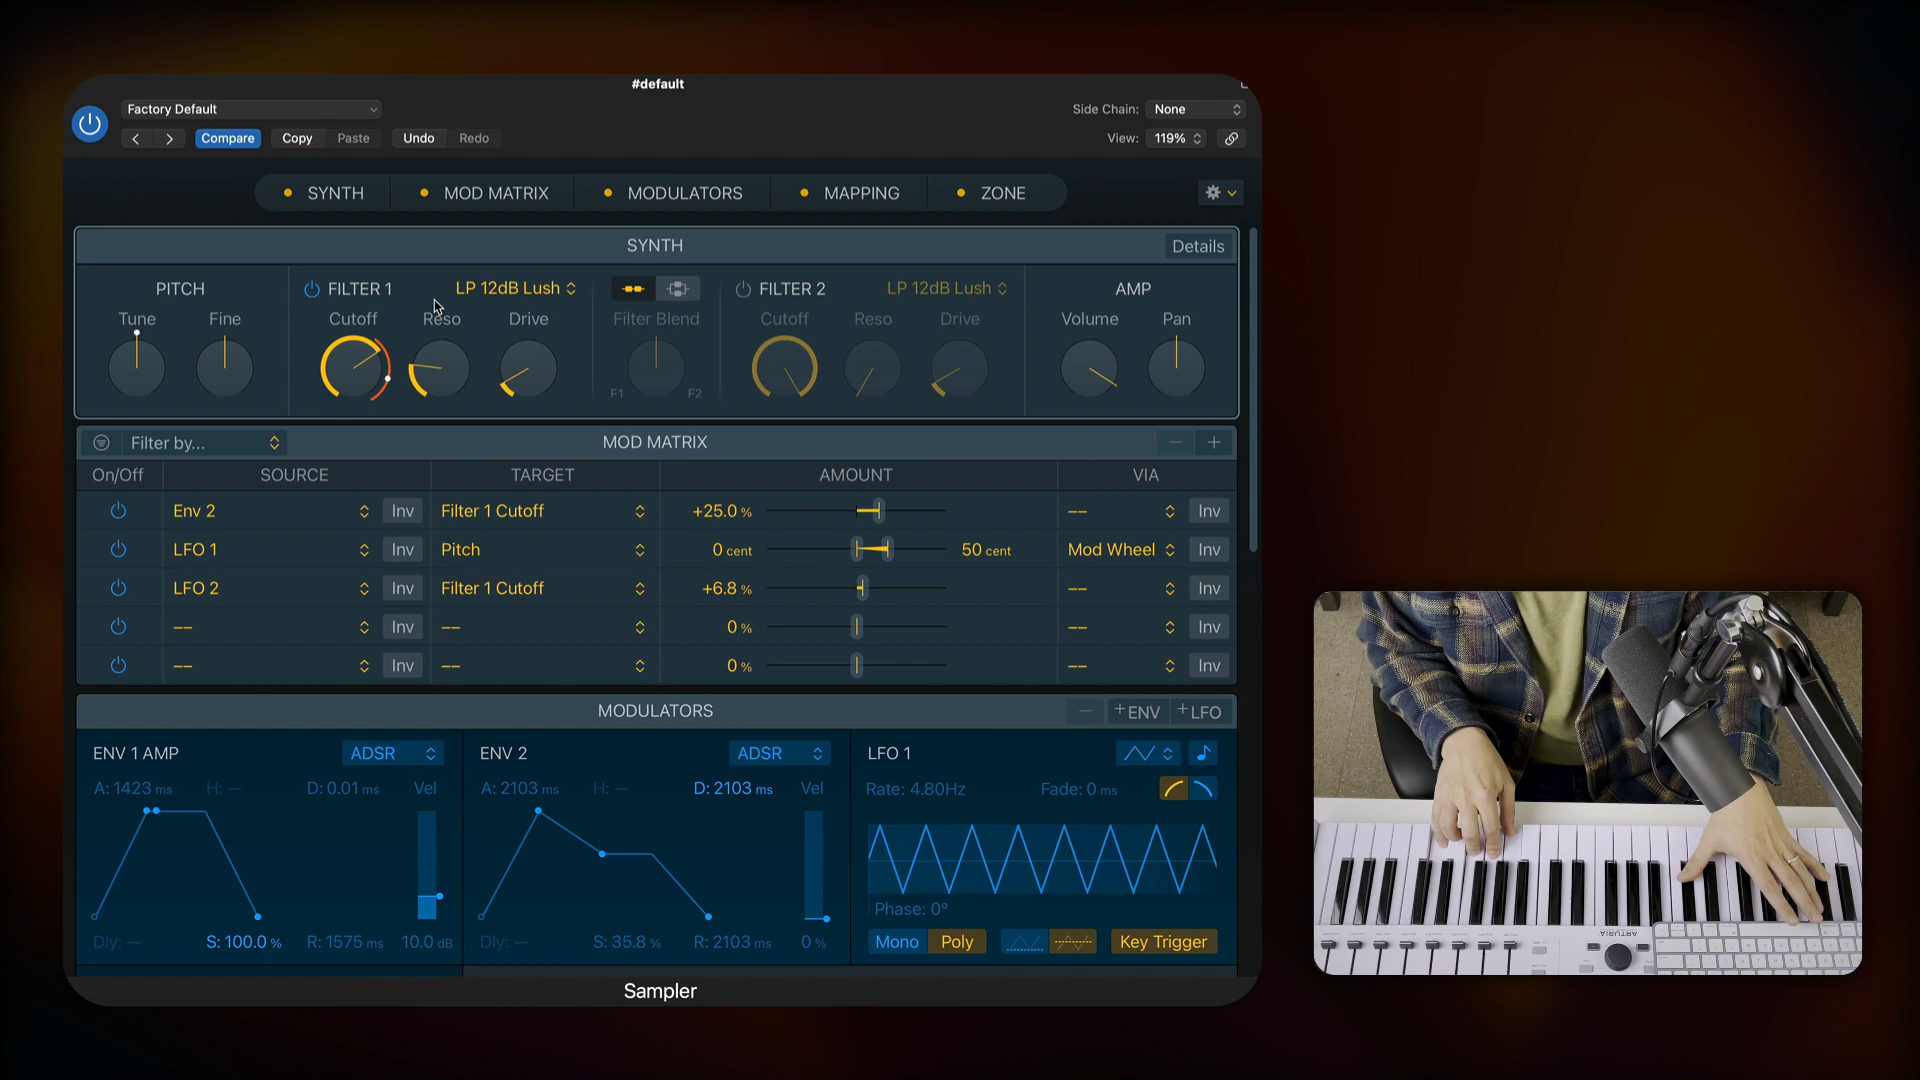 #default
Factory Default
Side Chain: None
Compare Copy Paste Undo Redo
View: 119%
SYNTH MOD MATRIX MODULATORS MAPPING ZONE
SYNTH Details
PITCH FILTER 1 LP 12dB Lush FILTER 2 LP 12dB Lush AMP
Tune Fine Cutoff Reso Drive Filter Blend Cutoff Reso Drive Volume Pan
F1 F2
Filter by... MOD MATRIX − +
On/Off SOURCE TARGET AMOUNT VIA
Env 2 Inv Filter 1 Cutoff +25.0 % -- Inv
LFO 1 Inv Pitch 0 cent 50 cent Mod Wheel Inv
LFO 2 Inv Filter 1 Cutoff +6.8 % -- Inv
-- Inv -- 0 % -- Inv
-- Inv -- 0 % -- Inv
MODULATORS − +ENV +LFO
ENV 1 AMP ADSR ENV 2 ADSR LFO 1
A: 1423 ms H: — D: 0.01 ms Vel A: 2103 ms H: — D: 2103 ms Vel Rate: 4.80Hz Fade: 0 ms
Phase: 0°
Dly: — S: 100.0 % R: 1575 ms 10.0 dB Dly: — S: 35.8 % R: 2103 ms 0 % Mono Poly Key Trigger
Sampler
ARTURIA